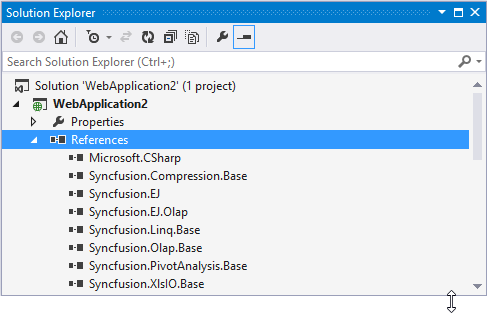 Solution Explorer
Search Solution Explorer (Ctrl+;)
Solution 'WebApplication2' (1 project)
WebApplication2
Properties
References
Microsoft.CSharp
Syncfusion.Compression.Base
Syncfusion.EJ
Syncfusion.EJ.Olap
Syncfusion.Linq.Base
Syncfusion.Olap.Base
Syncfusion.PivotAnalysis.Base
Syncfusion.XlsIO.Base